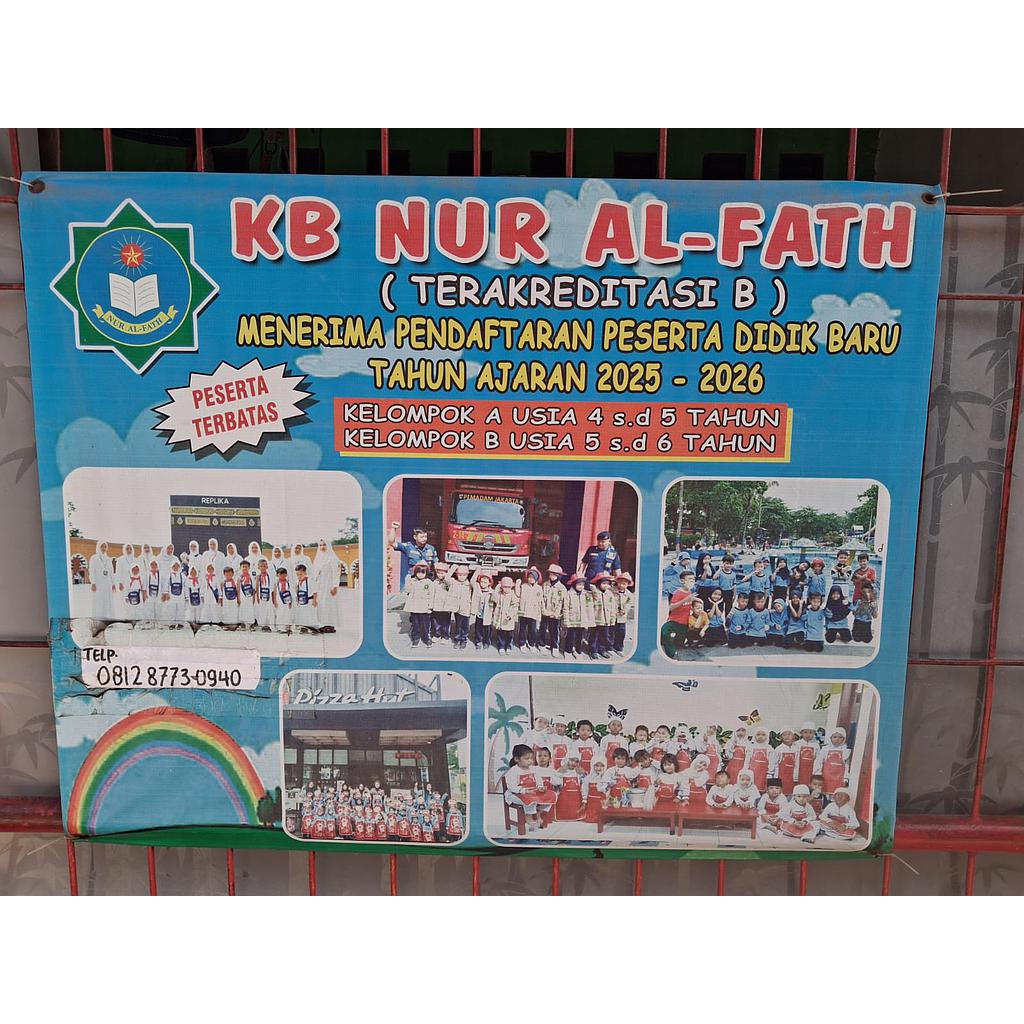 KB NUR AL-FATH
( TERAKREDITASI B )
MENERIMA PENDAFTARAN PESERTA DIDIK BARU
TAHUN AJARAN 2025 - 2026
NUR AL-FATH
PESERTA
TERBATAS
KELOMPOK A USIA 4 s.d 5 TAHUN
KELOMPOK B USIA 5 s.d 6 TAHUN
REPLIKA
PEMADAM JAKARTA
TELP.
0812 8773-0940
Pizza Hut